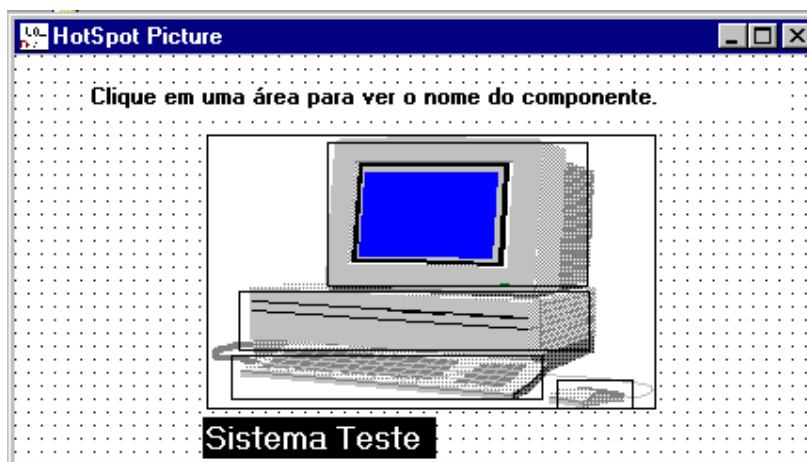 HotSpot Picture
Clique em uma área para ver o nome do componente.
Sistema Teste